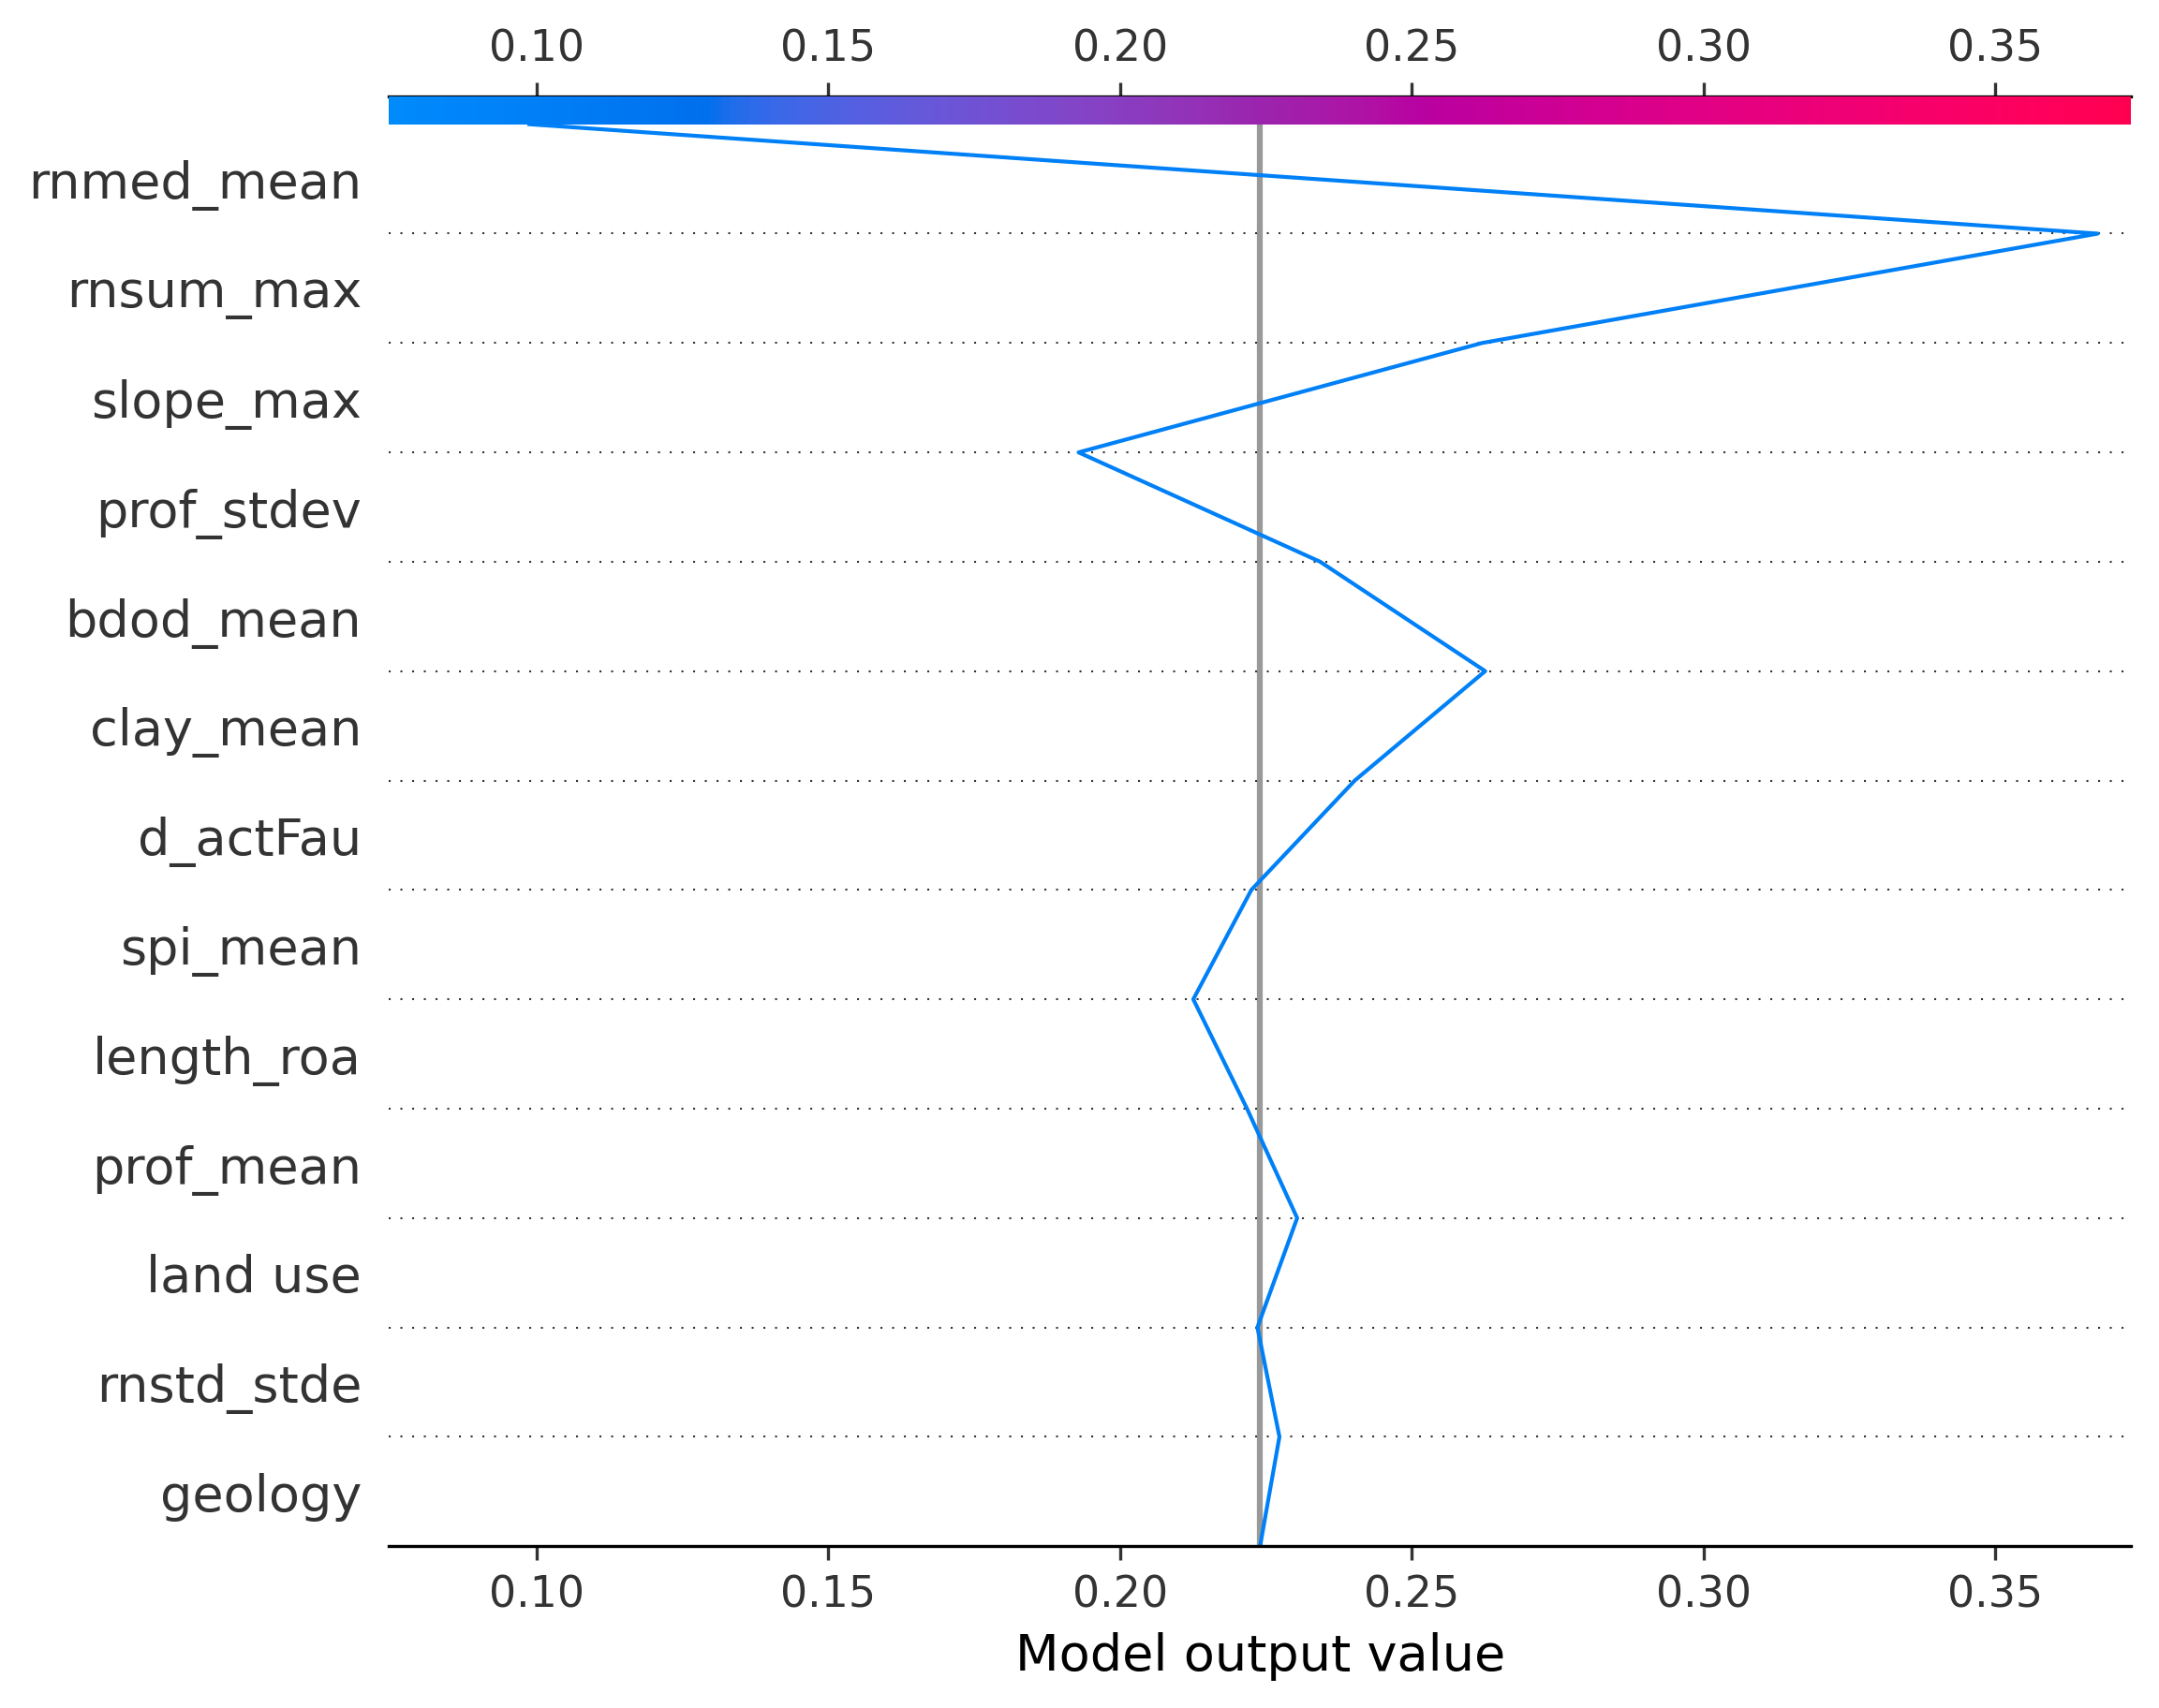 0.10 0.15 0.20 0.25 0.30 0.35
rnmed_mean
rnsum_max
slope_max
prof_stdev
bdod_mean
clay_mean
d_actFau
spi_mean
length_roa
prof_mean
land use
rnstd_stde
geology
0.10 0.15 0.20 0.25 0.30 0.35
Model output value